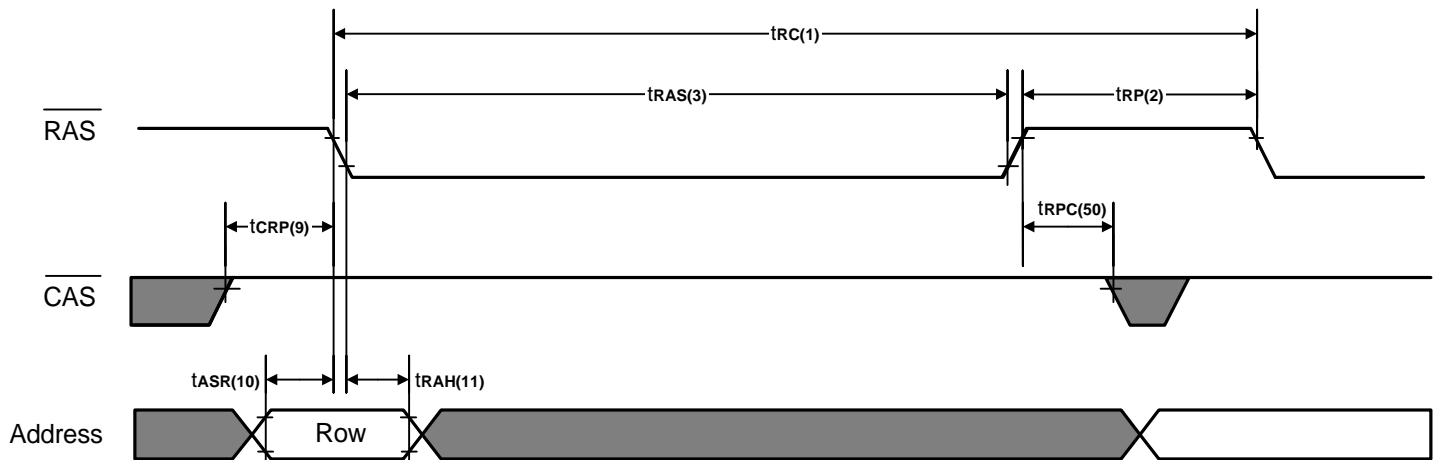 tRC(1)
tRAS(3)
tRP(2)
RAS
tCRP(9)
tRPC(50)
CAS
tASR(10)
tRAH(11)
Address
Row